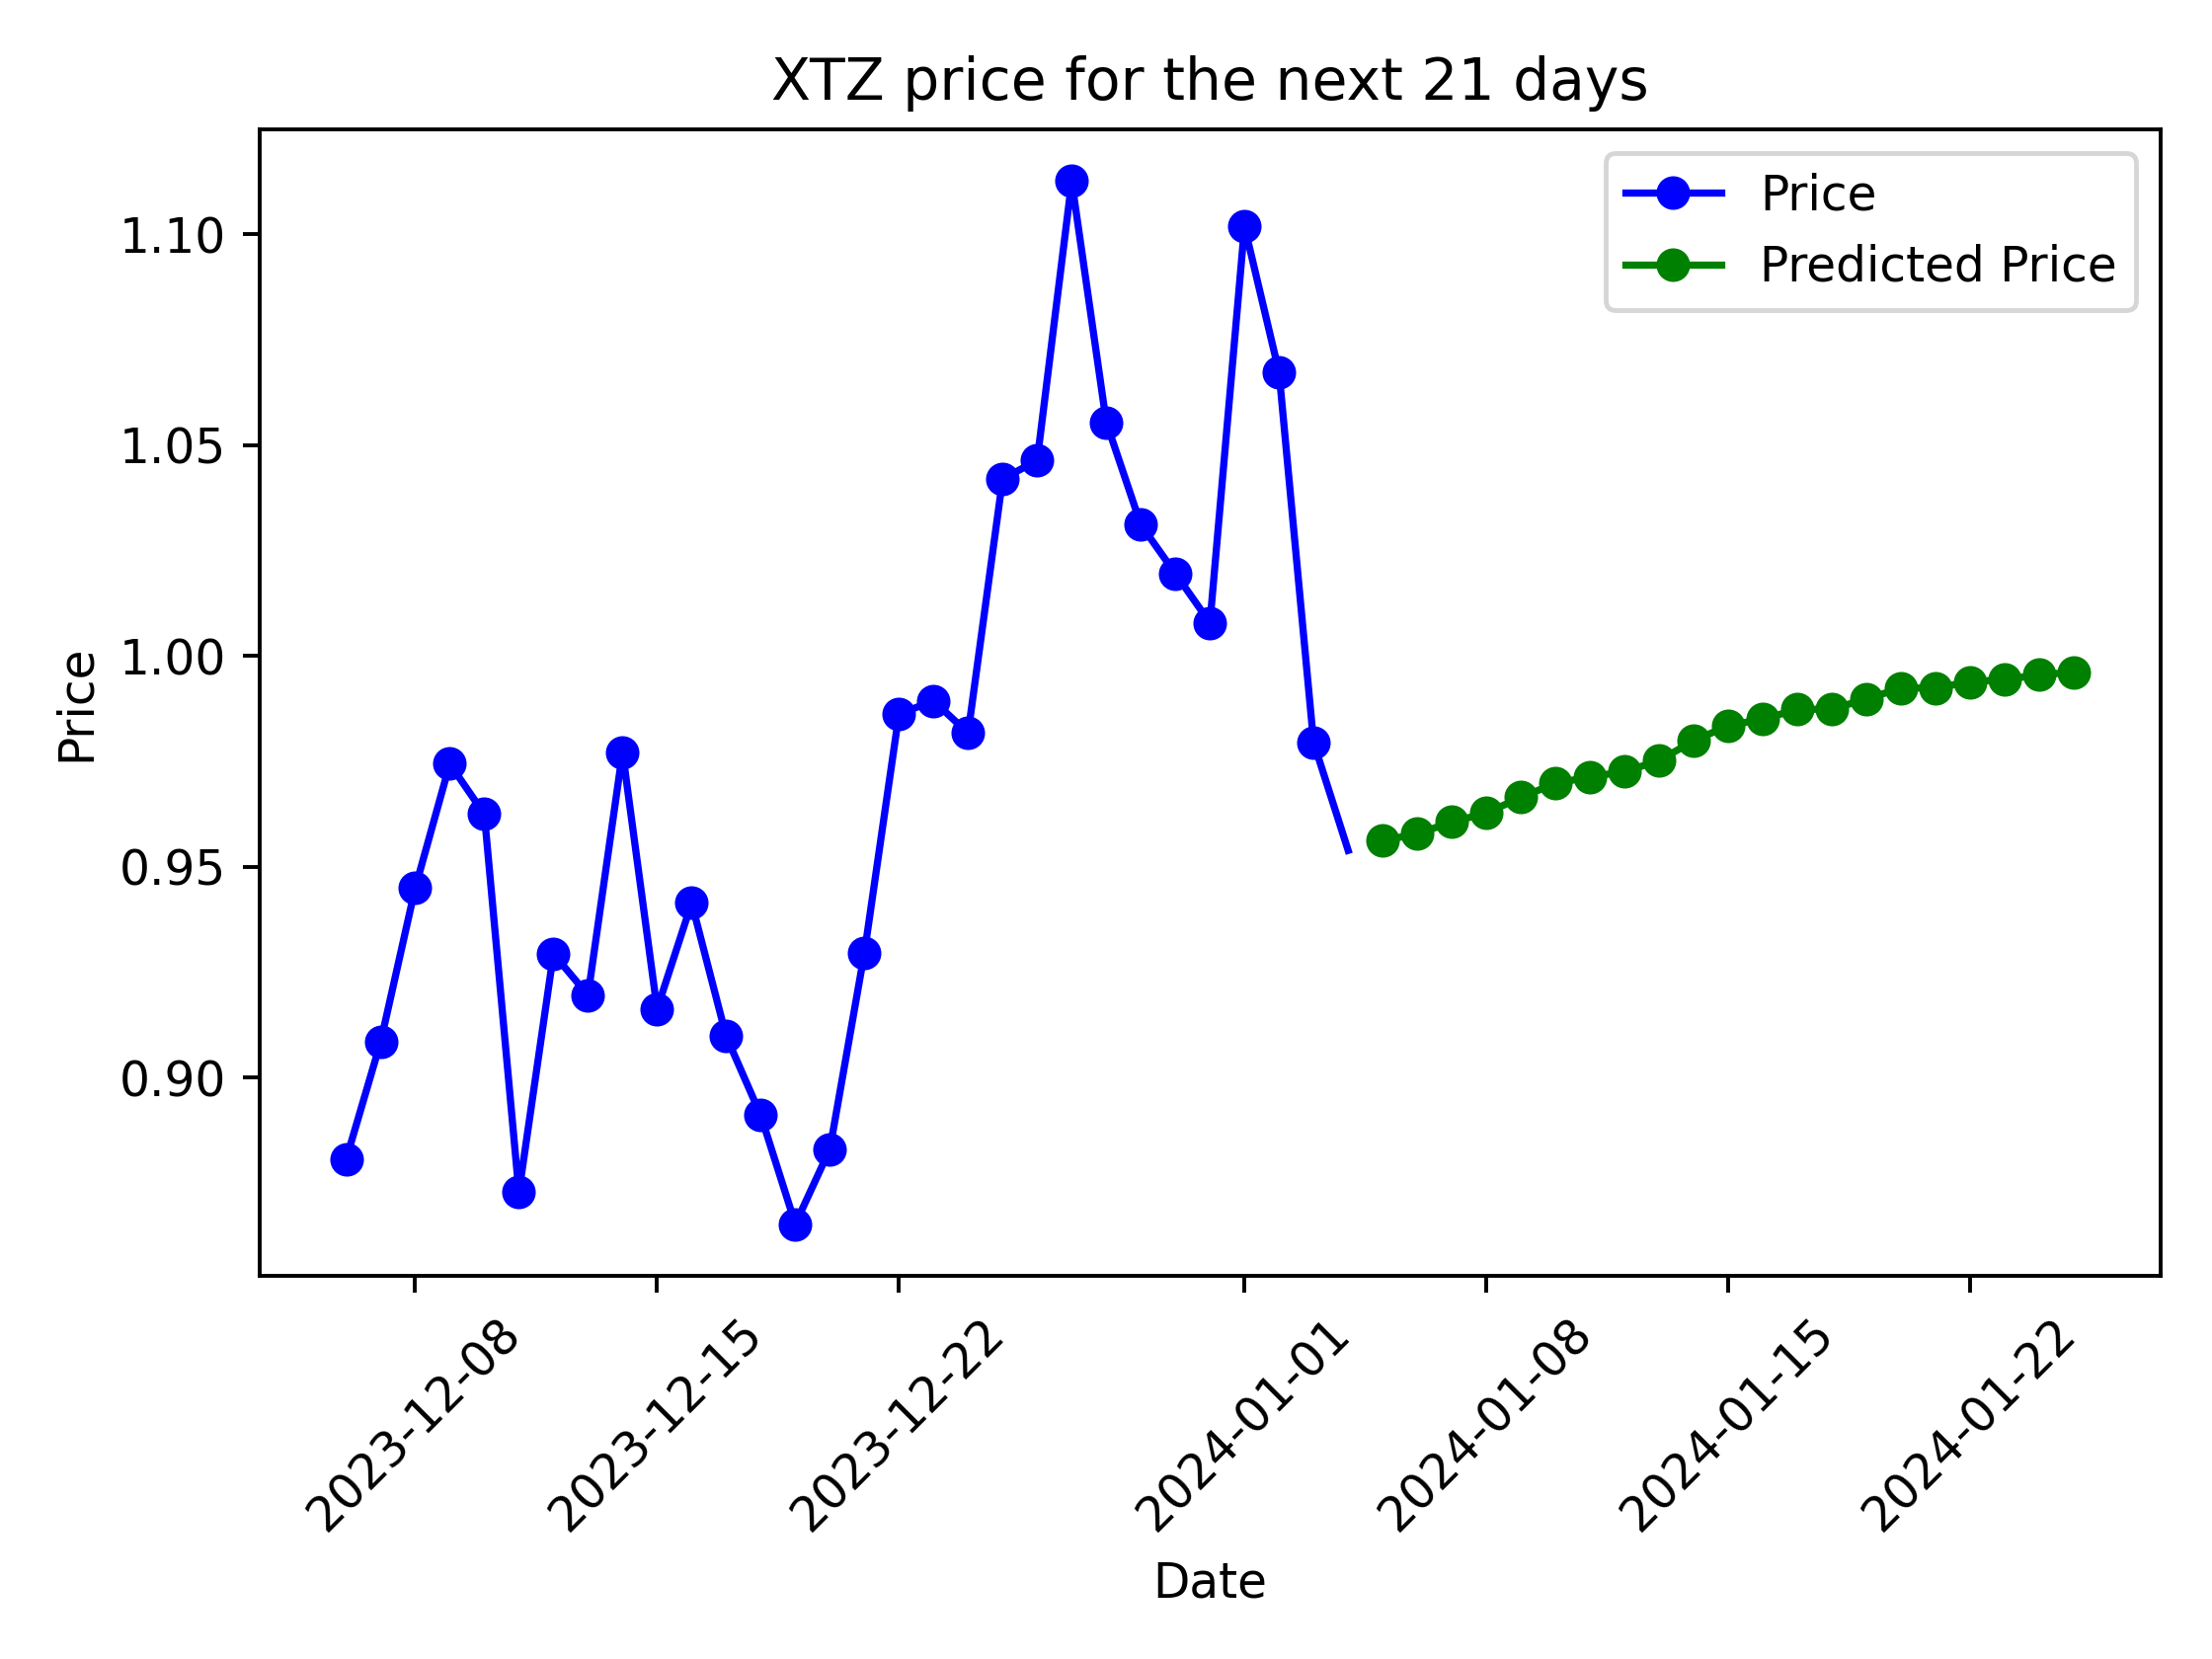 XTZ price for the next 21 days
Price
Predicted Price
1.10
1.05
1.00
0.95
0.90
Price
2023-12-08
2023-12-15
2023-12-22
2024-01-01
2024-01-08
2024-01-15
2024-01-22
Date